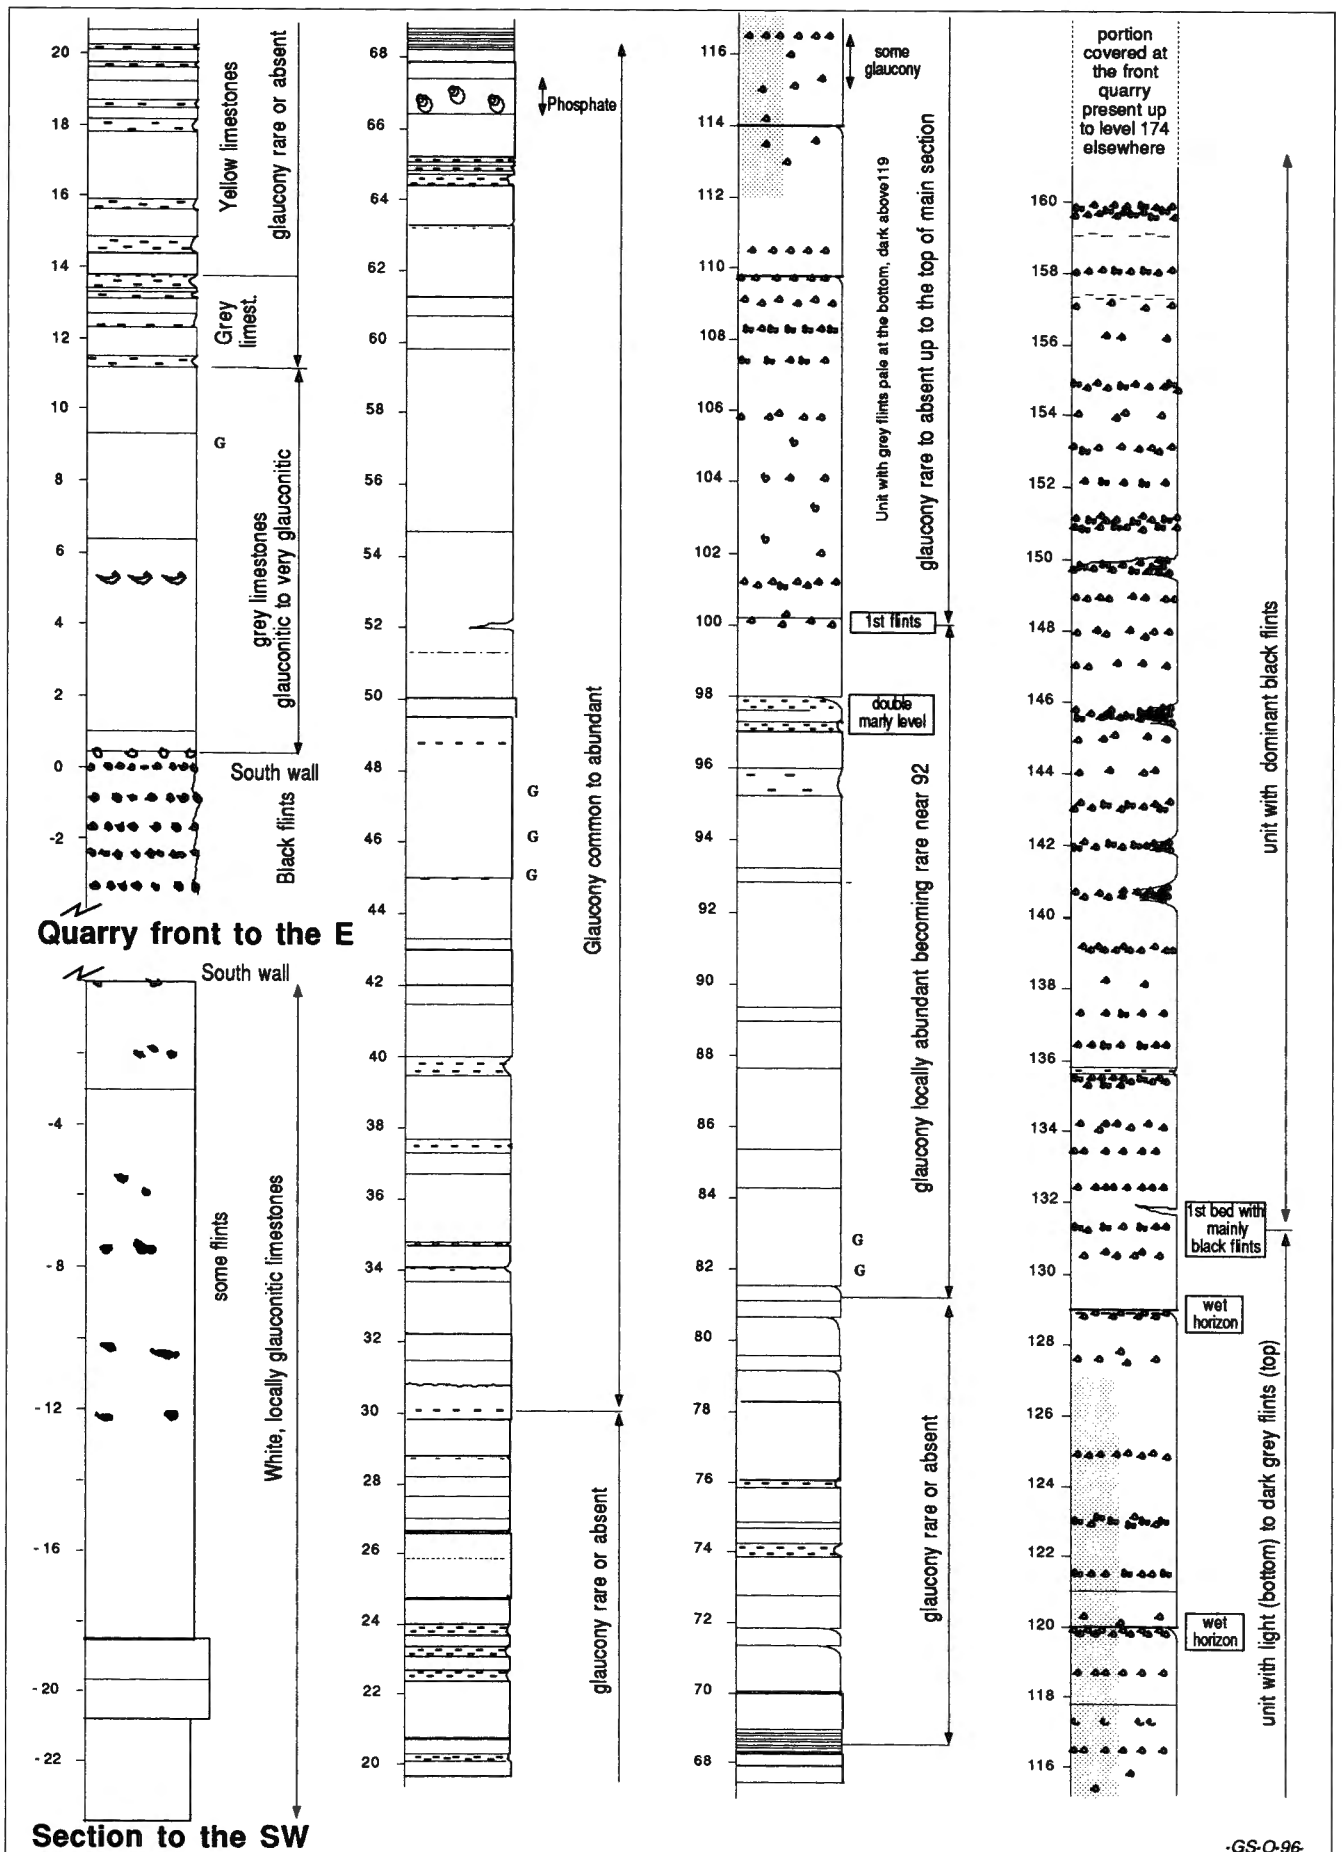 20
18
16
14
12
10
8
6
4
2
0
-2
Yellow limestones
glaucony rare or absent
Grey
limest.
G
grey limestones
glauconitic to very glauconitic
South wall
Black flints
Quarry front to the E
South wall
-4
-8
-12
-16
-20
-22
some flints
White, locally glauconitic limestones
Section to the SW
68
66
64
62
60
58
56
54
52
50
48
46
44
42
40
38
36
34
32
30
28
26
24
22
20
Phosphate
G
G
G
Glaucony common to abundant
glaucony rare or absent
116
114
112
110
108
106
104
102
100
98
96
94
92
90
88
86
84
82
80
78
76
74
72
70
68
some
glaucony
Unit with grey flints pale at the bottom, dark above119
glaucony rare to absent up to the top of main section
1st flints
double
marly level
glaucony locally abundant becoming rare near 92
G
G
glaucony rare or absent
portion
covered at
the front
quarry
present up
to level 174
elsewhere
160
158
156
154
152
150
148
146
144
142
140
138
136
134
132
130
128
126
124
122
120
118
116
unit with dominant black flints
1st bed with
mainly
black flints
wet
horizon
wet
horizon
unit with light (bottom) to dark grey flints (top)
-GS-O-96-